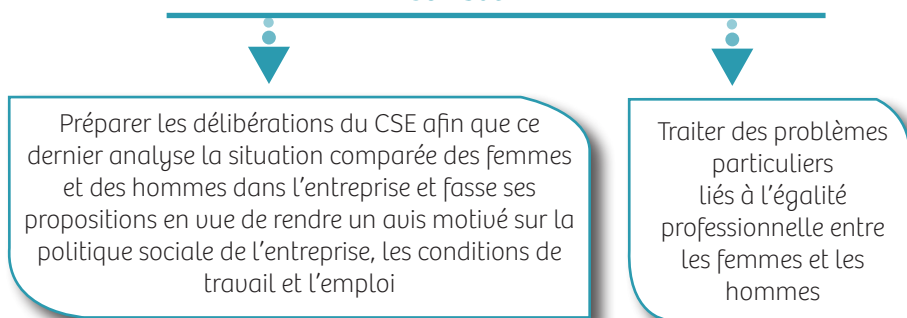 Préparer les délibérations du CSE afin que ce
dernier analyse la situation comparée des femmes
et des hommes dans l'entreprise et fasse ses
propositions en vue de rendre un avis motivé sur la
politique sociale de l'entreprise, les conditions de
travail et l'emploi
Traiter des problèmes
particuliers
liés à l'égalité
professionnelle entre
les femmes et les
hommes